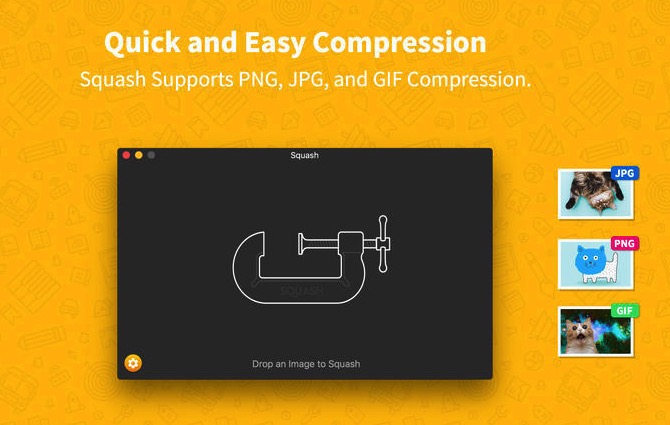 Quick and Easy Compression
Squash Supports PNG, JPG, and GIF Compression.
Squash
JPG
PNG
SQUASH
GIF
Drop an Image to Squash